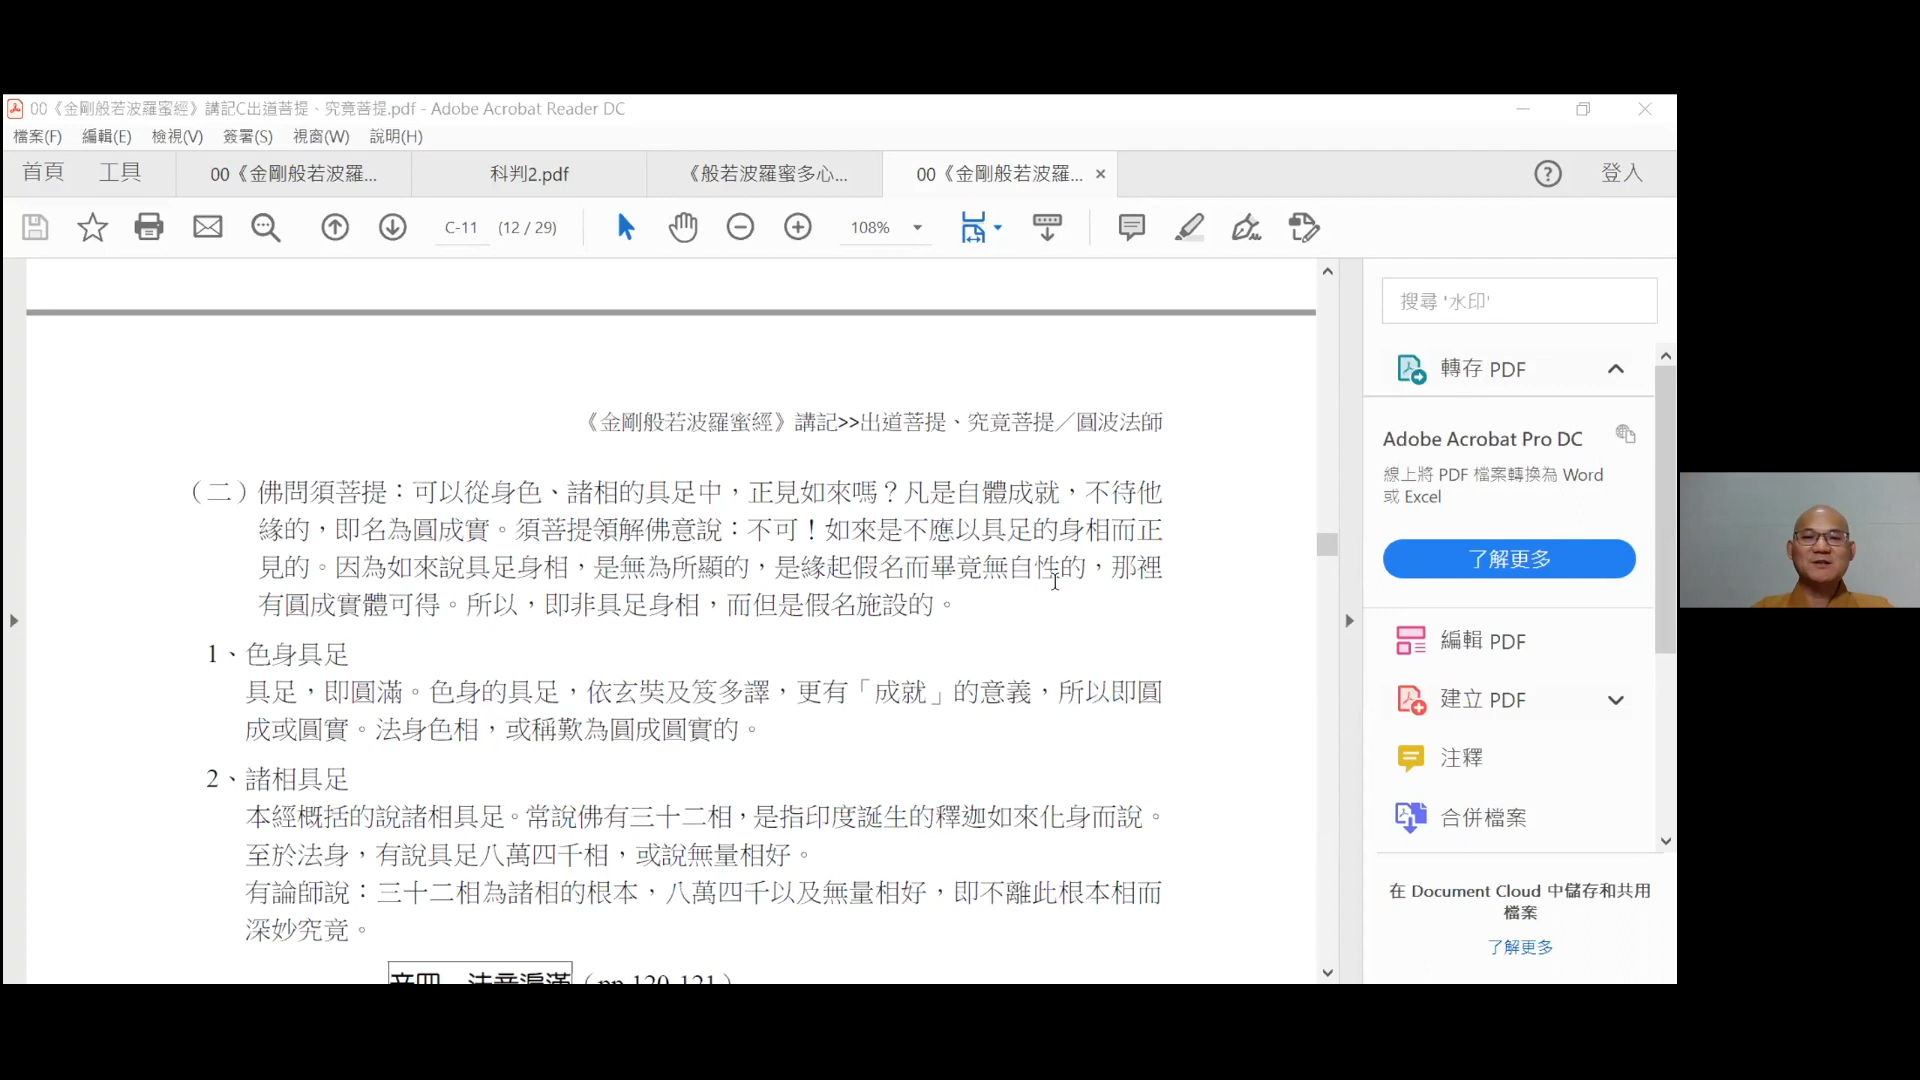 00《金剛般若波羅蜜經》講記C出道菩提、究竟菩提.pdf - Adobe Acrobat Reader DC
檔案(F) 編輯(E) 檢視(V) 簽署(S) 視窗(W) 說明(H)
首頁 工具 00《金剛般若波羅... 科判2.pdf 《般若波羅蜜多心... 00《金剛般若波羅... × 登入
C-11 (12 / 29) 108%
搜尋 '水印'
轉存 PDF
Adobe Acrobat Pro DC
線上將 PDF 檔案轉換為 Word
或 Excel
了解更多
編輯 PDF
建立 PDF
注釋
合併檔案
在 Document Cloud 中儲存和共用
檔案
了解更多
《金剛般若波羅蜜經》講記>>出道菩提、究竟菩提／圓波法師
（二）佛問須菩提：可以從身色、諸相的具足中，正見如來嗎？凡是自體成就，不待他
緣的，即名為圓成實。須菩提領解佛意說：不可！如來是不應以具足的身相而正
見的。因為如來說具足身相，是無為所顯的，是緣起假名而畢竟無自性的，那裡
有圓成實體可得。所以，即非具足身相，而但是假名施設的。
1、色身具足
具足，即圓滿。色身的具足，依玄奘及笈多譯，更有「成就」的意義，所以即圓
成或圓實。法身色相，或稱歎為圓成圓實的。
2、諸相具足
本經概括的說諸相具足。常說佛有三十二相，是指印度誕生的釋迦如來化身而說。
至於法身，有說具足八萬四千相，或說無量相好。
有論師說：三十二相為諸相的根本，八萬四千以及無量相好，即不離此根本相而
深妙究竟。